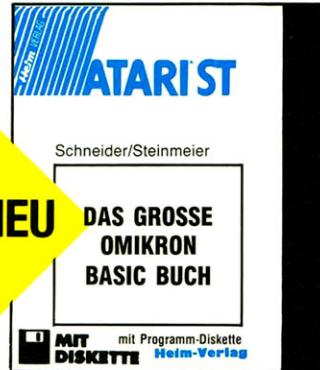 Heim VERLAG
ATARI ST
Schneider/Steinmeier
NEU
DAS GROSSE
OMIKRON
BASIC BUCH
MIT
DISKETTE
mit Programm-Diskette
Heim-Verlag